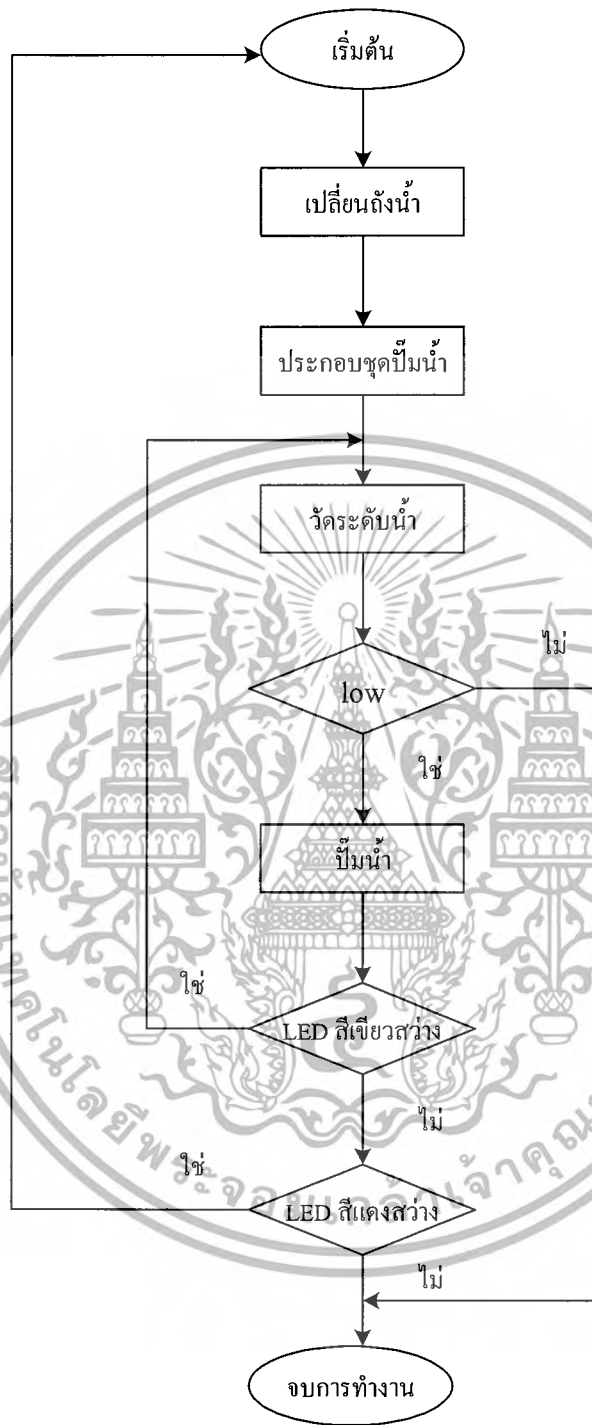 เริ่มต้น
เปลี่ยนถังน้ำ
ประกอบชุดปั๊มน้ำ
วัดระดับน้ำ
ไม่
low
ใช่
ปั๊มน้ำ
ใช่
LED สีเขียวสว่าง
ไม่
ใช่
LED สีแดงสว่าง
ไม่
จบการทำงาน